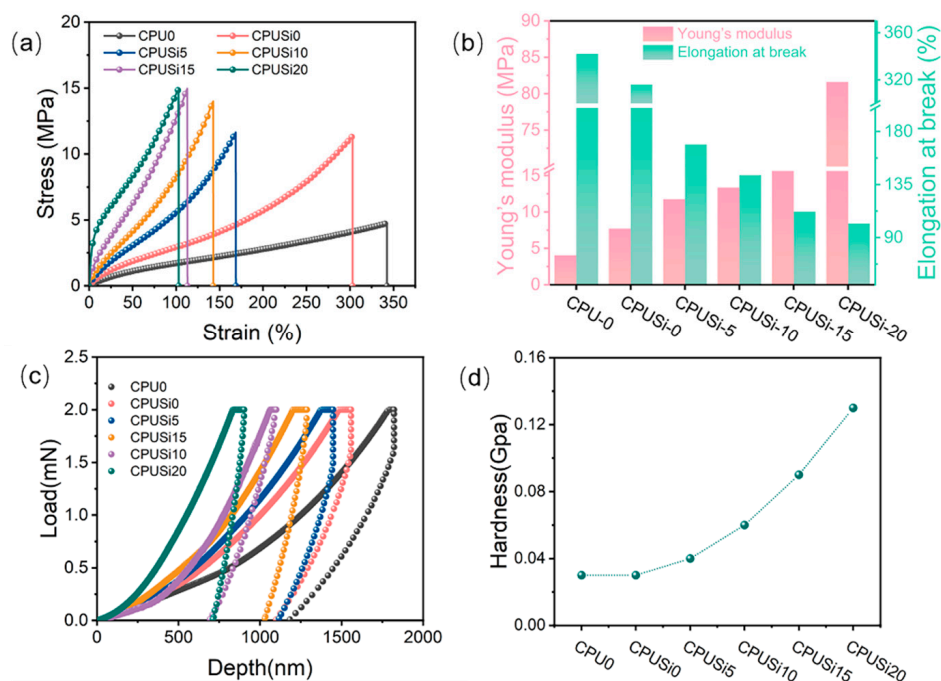 (a)
CPU0 CPUSi0
CPUSi5 CPUSi10
CPUSi15 CPUSi20
Stress (MPa)
20
15
10
5
0
0 50 100 150 200 250 300 350 400
Strain (%)
(b)
Young's modulus
Elongation at break
Young's modulus (MPa)
90
85
80
75
15
10
5
0
Elongation at break (%)
360
320
180
135
90
CPU-0 CPUSi-0 CPUSi-5 CPUSi-10 CPUSi-15 CPUSi-20
(c)
CPU0
CPUSi0
CPUSi5
CPUSi15
CPUSi10
CPUSi20
Load(mN)
2.5
2.0
1.5
1.0
0.5
0.0
0 500 1000 1500 2000
Depth(nm)
(d)
Hardness(Gpa)
0.16
0.12
0.08
0.04
0.00
CPU0 CPUSi0 CPUSi5 CPUSi10 CPUSi15 CPUSi20